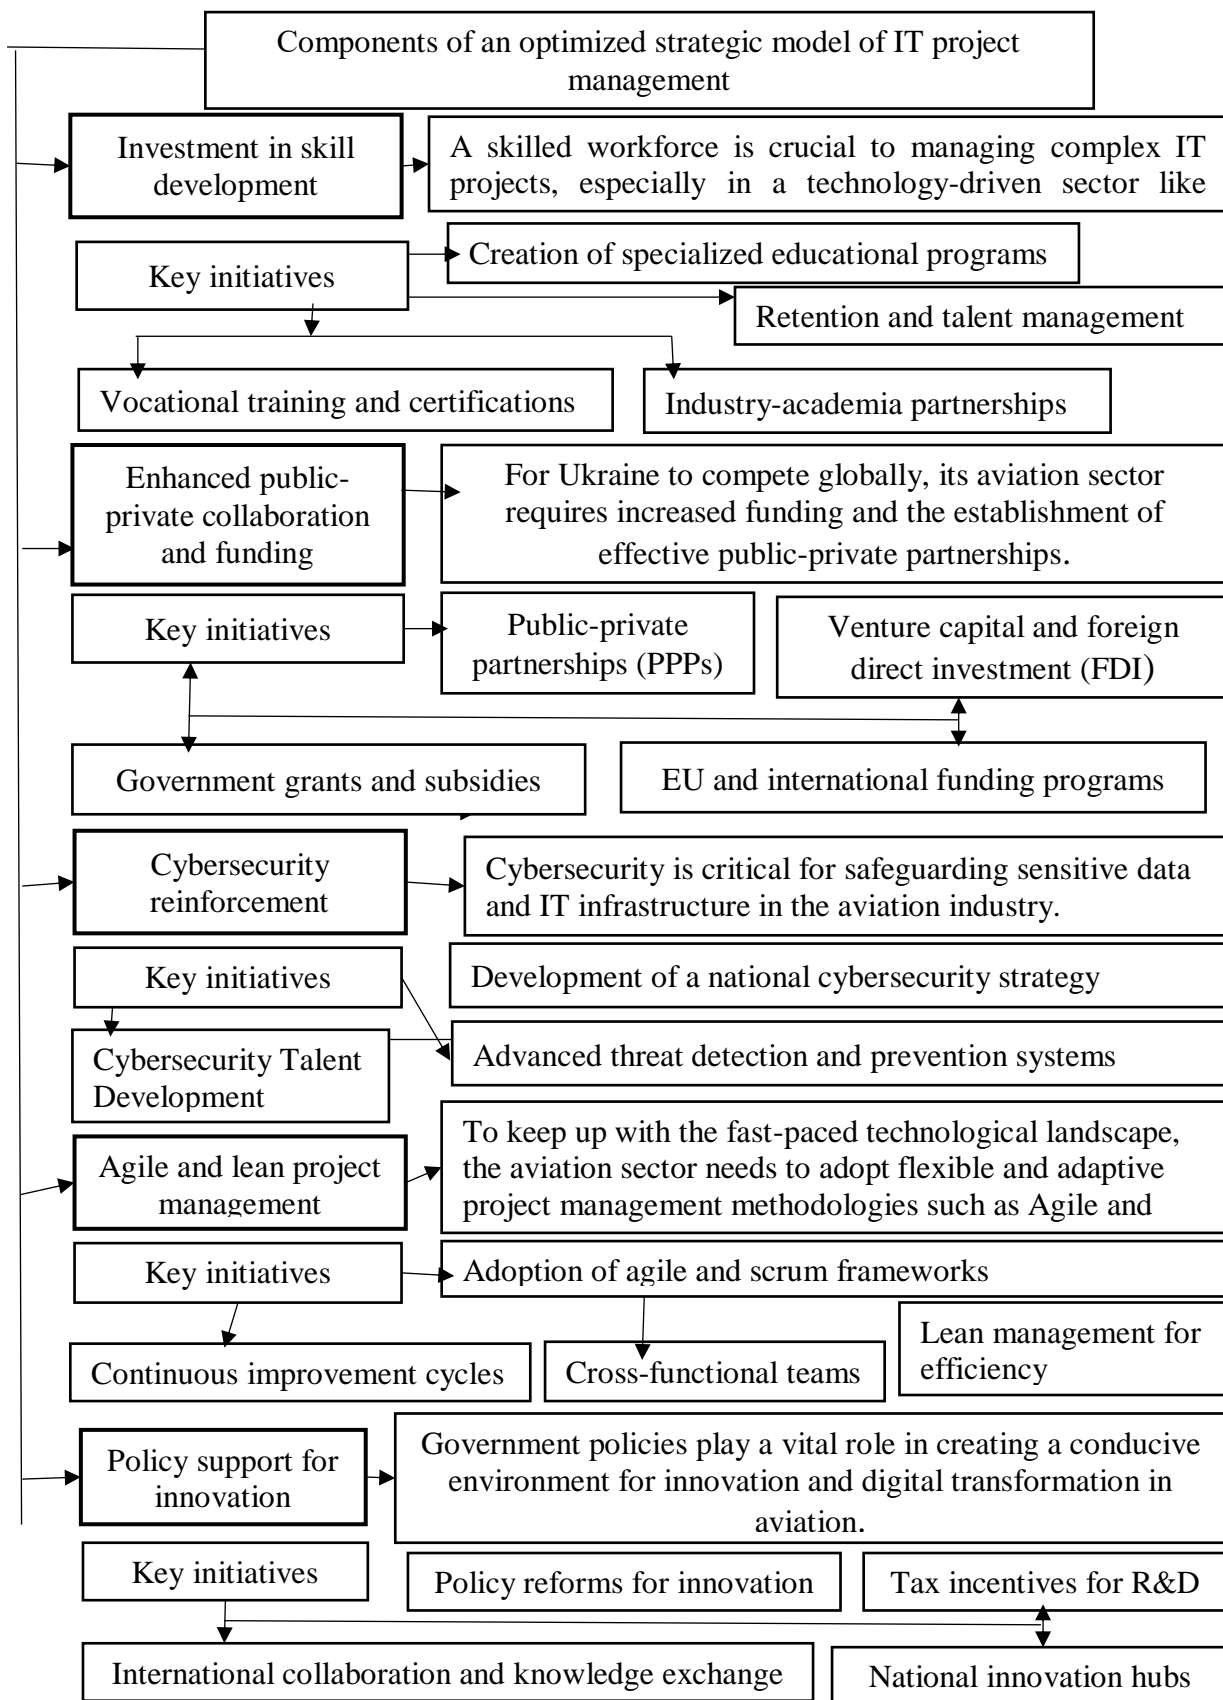 Components of an optimized strategic model of IT project
management
Investment in skill
development
A skilled workforce is crucial to managing complex IT
projects, especially in a technology-driven sector like
Key initiatives
Creation of specialized educational programs
Retention and talent management
Vocational training and certifications
Industry-academia partnerships
Enhanced public-
private collaboration
and funding
For Ukraine to compete globally, its aviation sector
requires increased funding and the establishment of
effective public-private partnerships.
Key initiatives
Public-private
partnerships (PPPs)
Venture capital and foreign
direct investment (FDI)
Government grants and subsidies
EU and international funding programs
Cybersecurity
reinforcement
Cybersecurity is critical for safeguarding sensitive data
and IT infrastructure in the aviation industry.
Key initiatives
Development of a national cybersecurity strategy
Cybersecurity Talent
Development
Advanced threat detection and prevention systems
Agile and lean project
management
To keep up with the fast-paced technological landscape,
the aviation sector needs to adopt flexible and adaptive
project management methodologies such as Agile and
Key initiatives
Adoption of agile and scrum frameworks
Continuous improvement cycles
Cross-functional teams
Lean management for
efficiency
Policy support for
innovation
Government policies play a vital role in creating a conducive
environment for innovation and digital transformation in
aviation.
Key initiatives
Policy reforms for innovation
Tax incentives for R&D
International collaboration and knowledge exchange
National innovation hubs